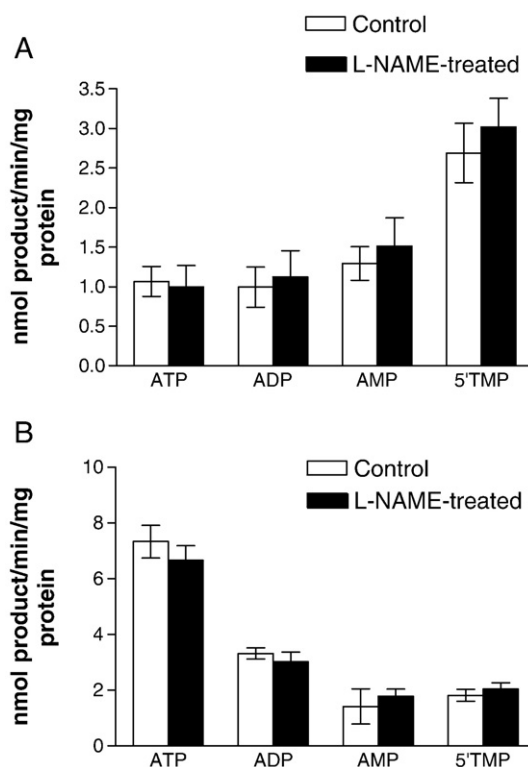 A
Control
L-NAME-treated
nmol product/min/mg
protein
3.5
3.0
2.5
2.0
1.5
1.0
0.5
0.0
ATP ADP AMP 5'TMP
B
Control
L-NAME-treated
nmol product/min/mg
protein
10
8
6
4
2
0
ATP ADP AMP 5'TMP